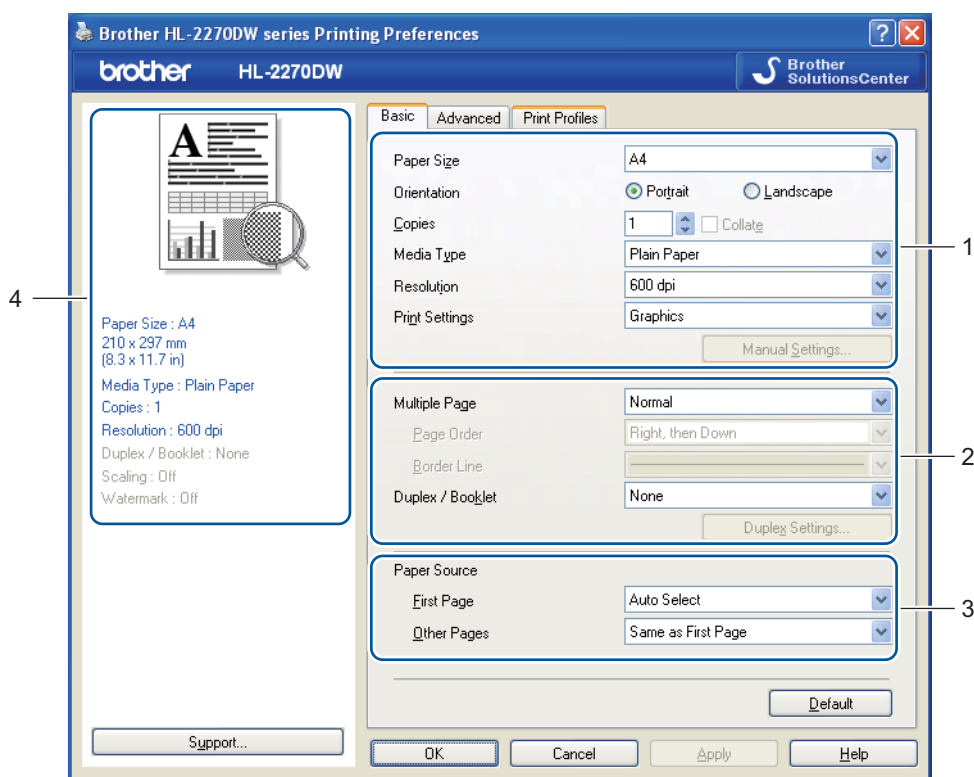 Brother HL-2270DW series Printing Preferences
brother HL-2270DW
Brother
SolutionsCenter
Basic Advanced Print Profiles
A
Paper Size : A4
210 x 297 mm
(8.3 x 11.7 in)
Media Type : Plain Paper
Copies : 1
Resolution : 600 dpi
Duplex / Booklet : None
Scaling : Off
Watermark : Off
Support...
4
Paper Size A4
Orientation Portrait Landscape
Copies 1 Collate
Media Type Plain Paper
Resolution 600 dpi
Print Settings Graphics
Manual Settings...
1
Multiple Page Normal
Page Order Right, then Down
Border Line
Duplex / Booklet None
Duplex Settings...
2
Paper Source
First Page Auto Select
Other Pages Same as First Page
3
Default
OK Cancel Apply Help